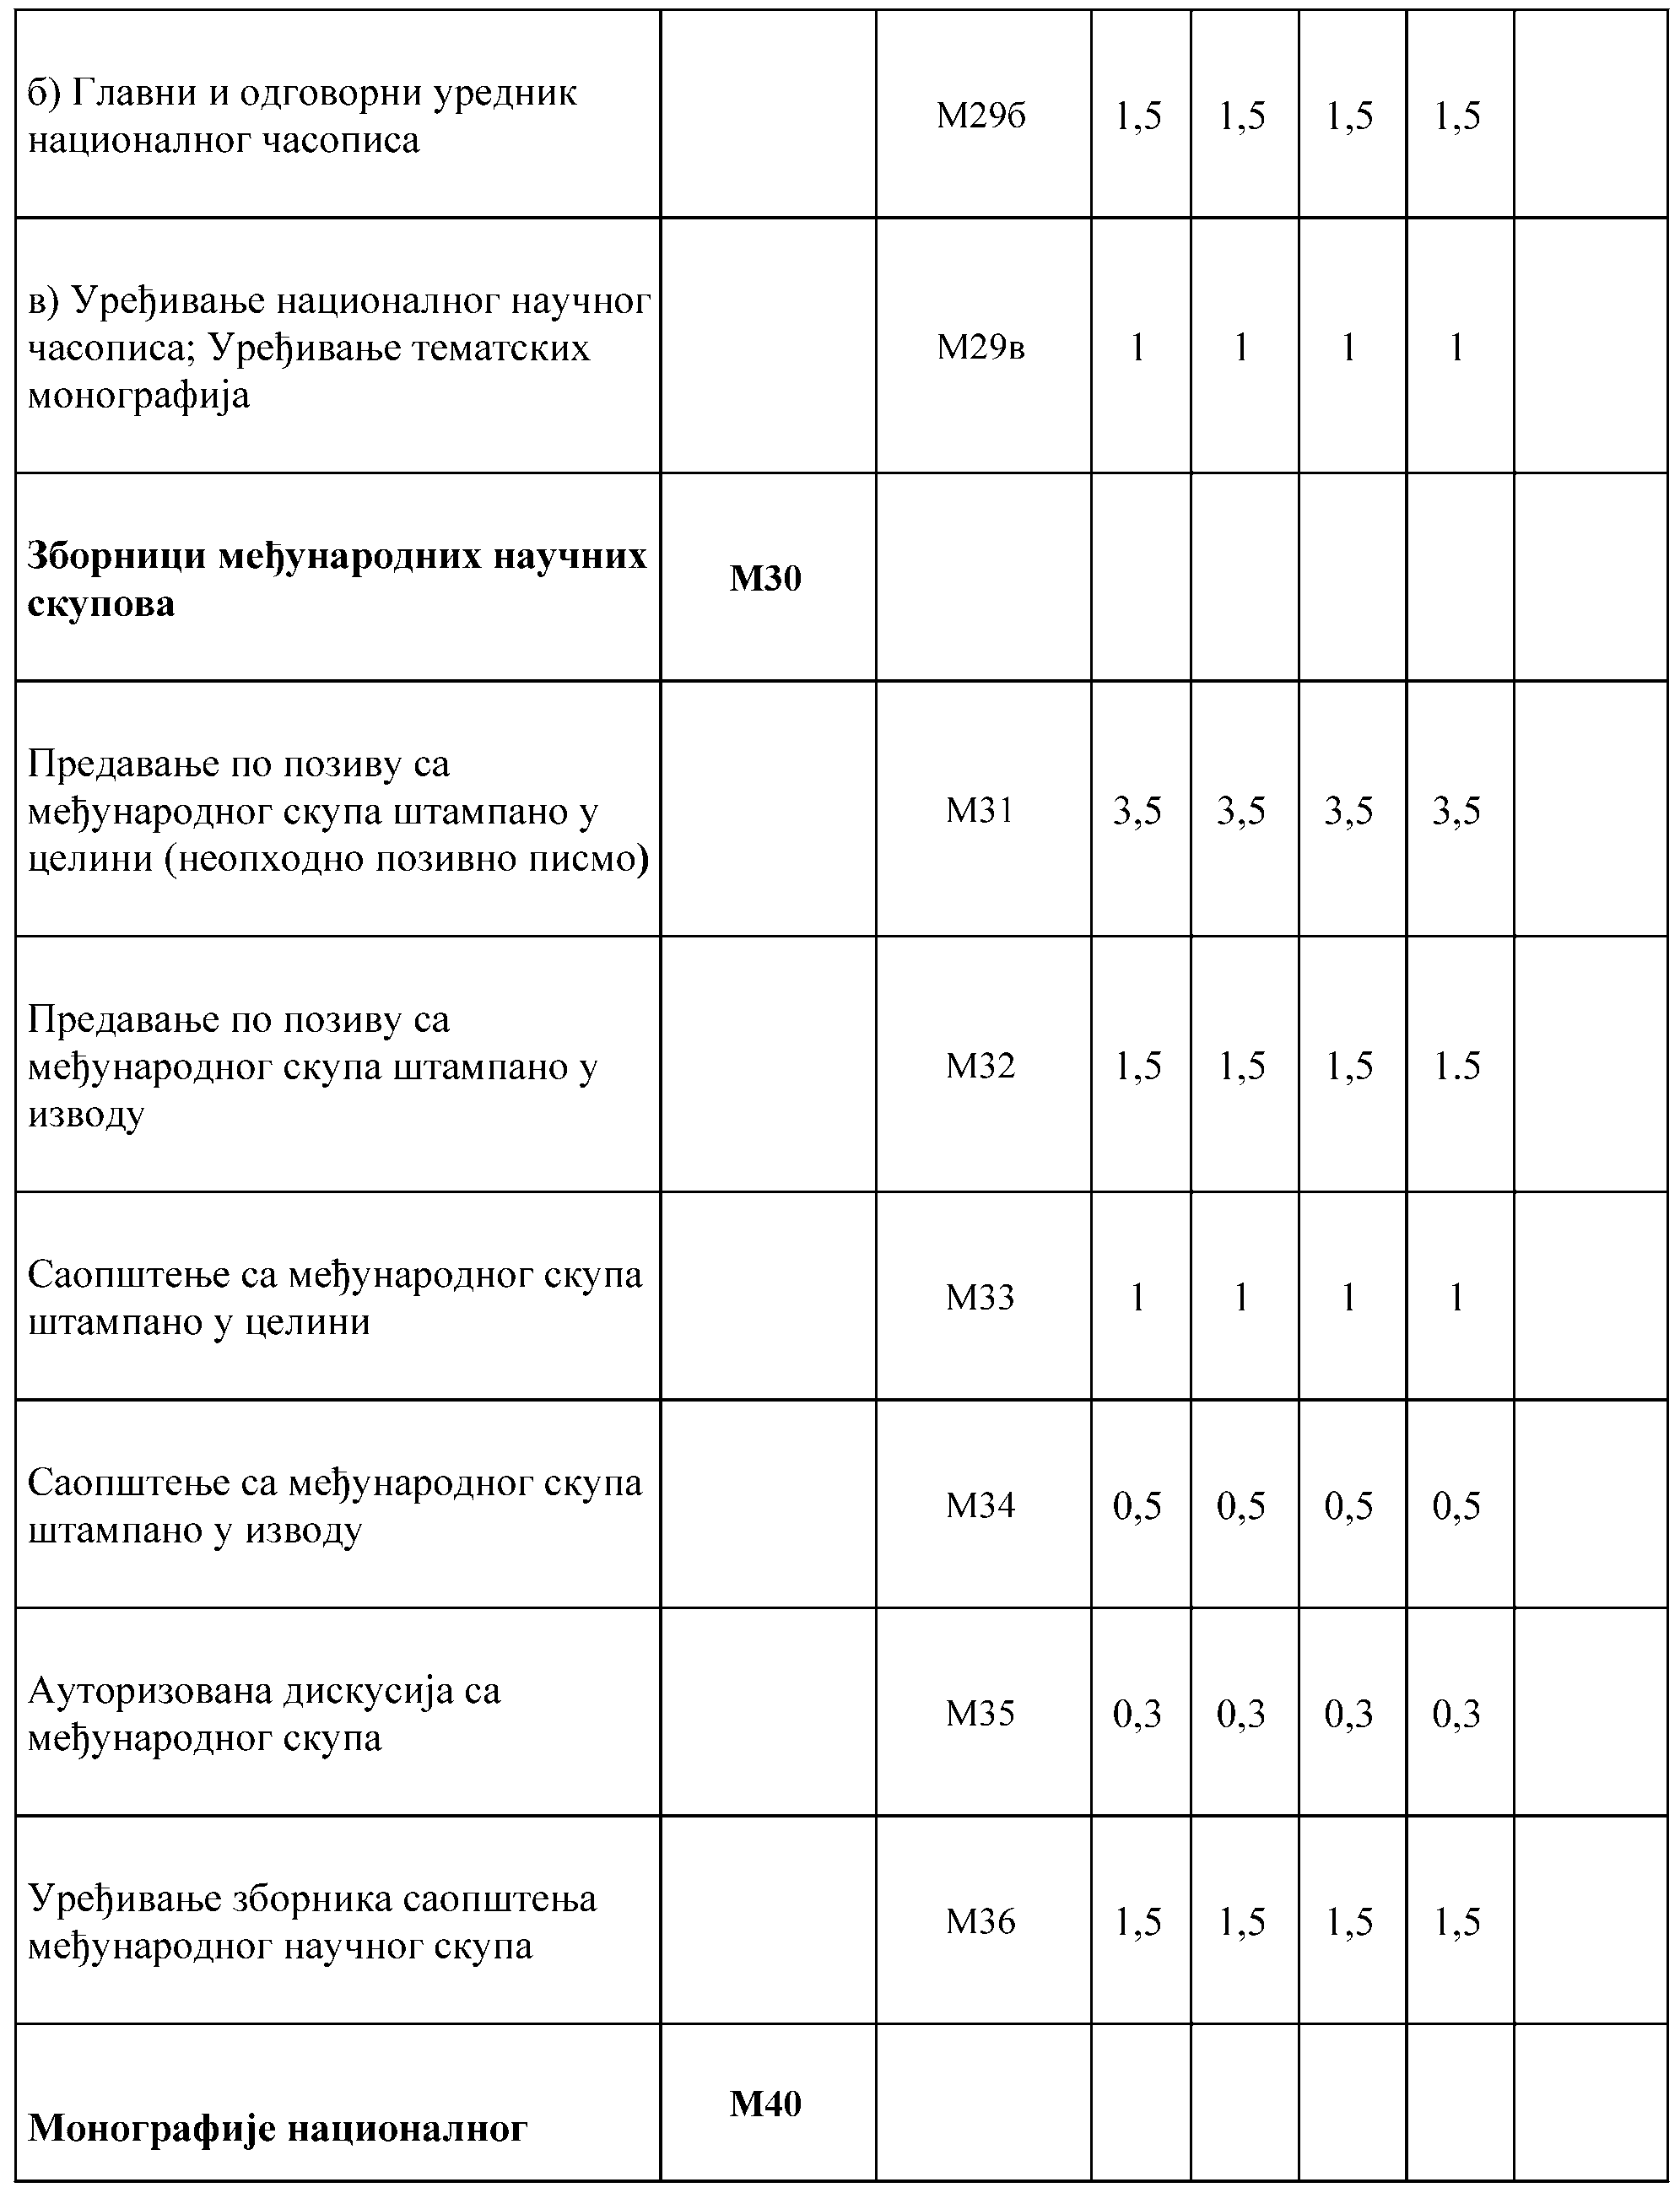 б) Главни и одговорни уредник
националног часописа
М29б 1,5 1,5 1,5 1,5
в) Уређивање националног научног
часописа; Уређивање тематских
монографија
М29в 1 1 1 1
Зборници међународних научних
скупова
М30
Предавање по позиву са
међународног скупа штампано у
целини (неопходно позивно писмо)
М31 3,5 3,5 3,5 3,5
Предавање по позиву са
међународног скупа штампано у
изводу
М32 1,5 1,5 1,5 1.5
Саопштење са међународног скупа
штампано у целини
М33 1 1 1 1
Саопштење са међународног скупа
штампано у изводу
М34 0,5 0,5 0,5 0,5
Ауторизована дискусија са
међународног скупа
М35 0,3 0,3 0,3 0,3
Уређивање зборника саопштења
међународног научног скупа
М36 1,5 1,5 1,5 1,5
Монографије националног
М40